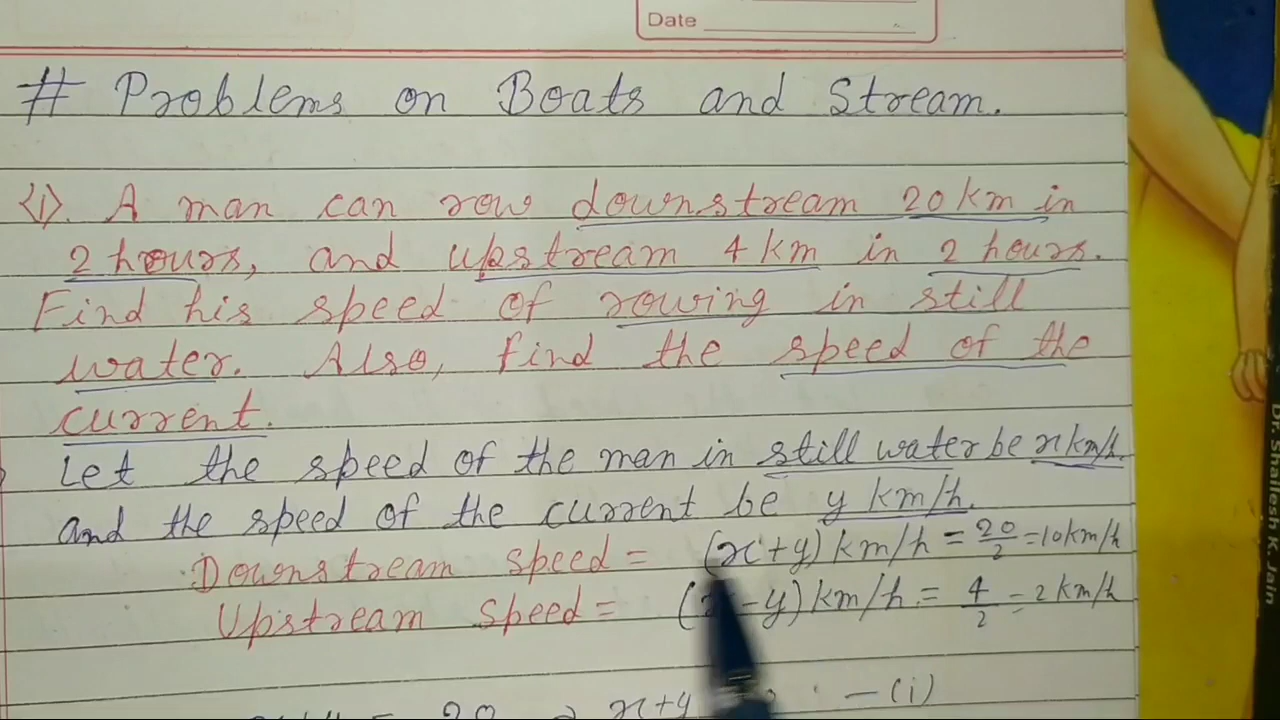 Date
# Problems on Boats and Stream.
(1). A man can row downstream 20 km in
2 hours, and upstream 4 km in 2 hours.
Find his speed of rowing in still
water. Also, find the speed of the
current.
Let the speed of the man in still water be x km/h.
and the speed of the current be y km/h.
Downstream speed = (x+y) km/h = 20/2 = 10 km/h
Upstream speed = (x-y) km/h = 4/2 = 2 km/h
= 20 ⇒ x+y -(i)
Dr. Shailesh K. Jain